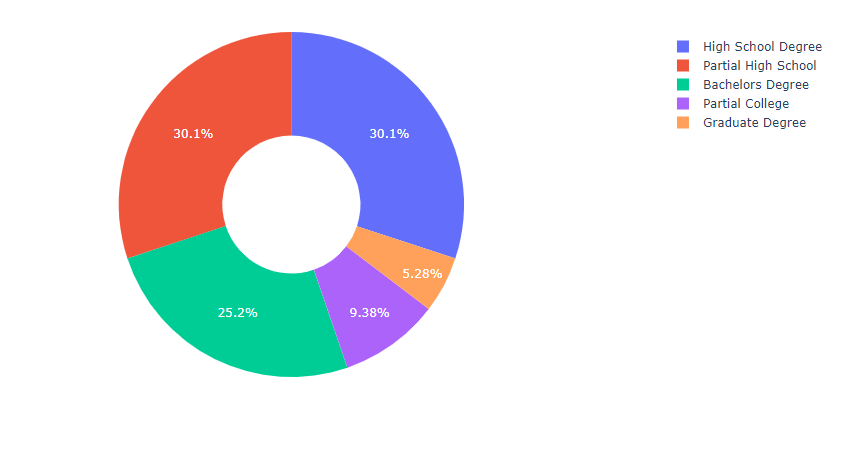 High School Degree
Partial High School
Bachelors Degree
Partial College
Graduate Degree
30.1%
30.1%
5.28%
25.2%
9.38%